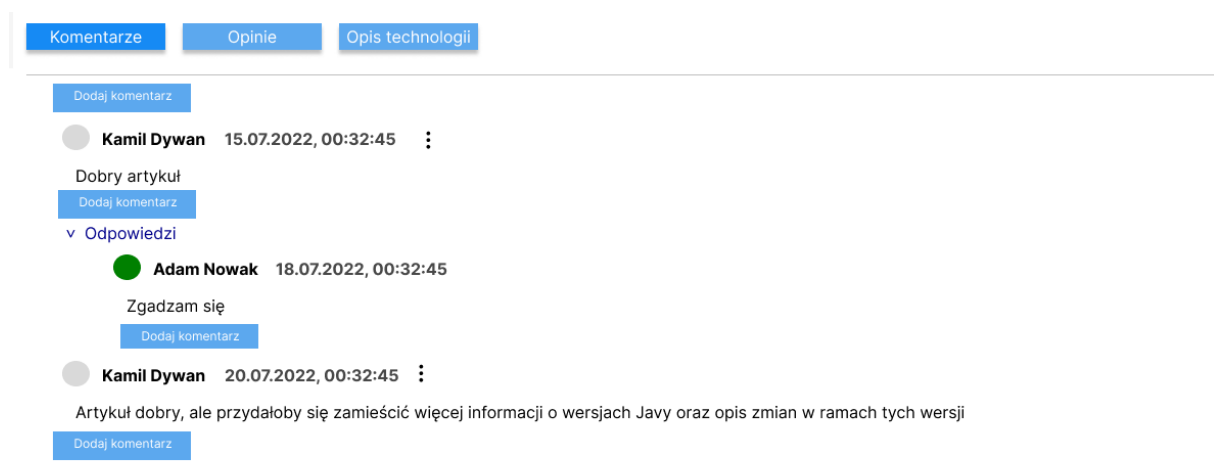 Komentarze Opinie Opis technologii
Dodaj komentarz
Kamil Dywan 15.07.2022, 00:32:45
Dobry artykuł
Dodaj komentarz
v Odpowiedzi
Adam Nowak 18.07.2022, 00:32:45
Zgadzam się
Dodaj komentarz
Kamil Dywan 20.07.2022, 00:32:45
Artykuł dobry, ale przydałoby się zamieścić więcej informacji o wersjach Javy oraz opis zmian w ramach tych wersji
Dodaj komentarz